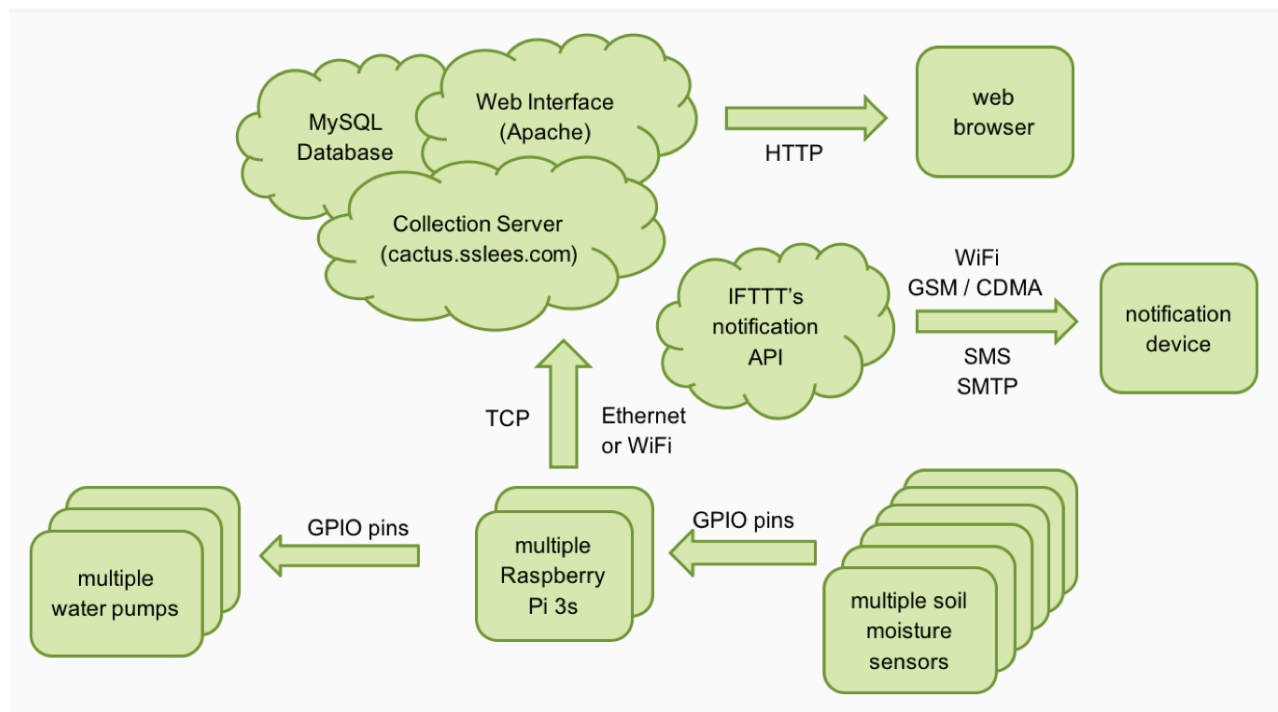 MySQL
Database
Web Interface
(Apache)
Collection Server
(cactus.sslees.com)
HTTP
web
browser
IFTTT's
notification
API
WiFi
GSM / CDMA
SMS
SMTP
notification
device
TCP
Ethernet
or WiFi
multiple
water pumps
GPIO pins
multiple
Raspberry
Pi 3s
GPIO pins
multiple soil
moisture
sensors